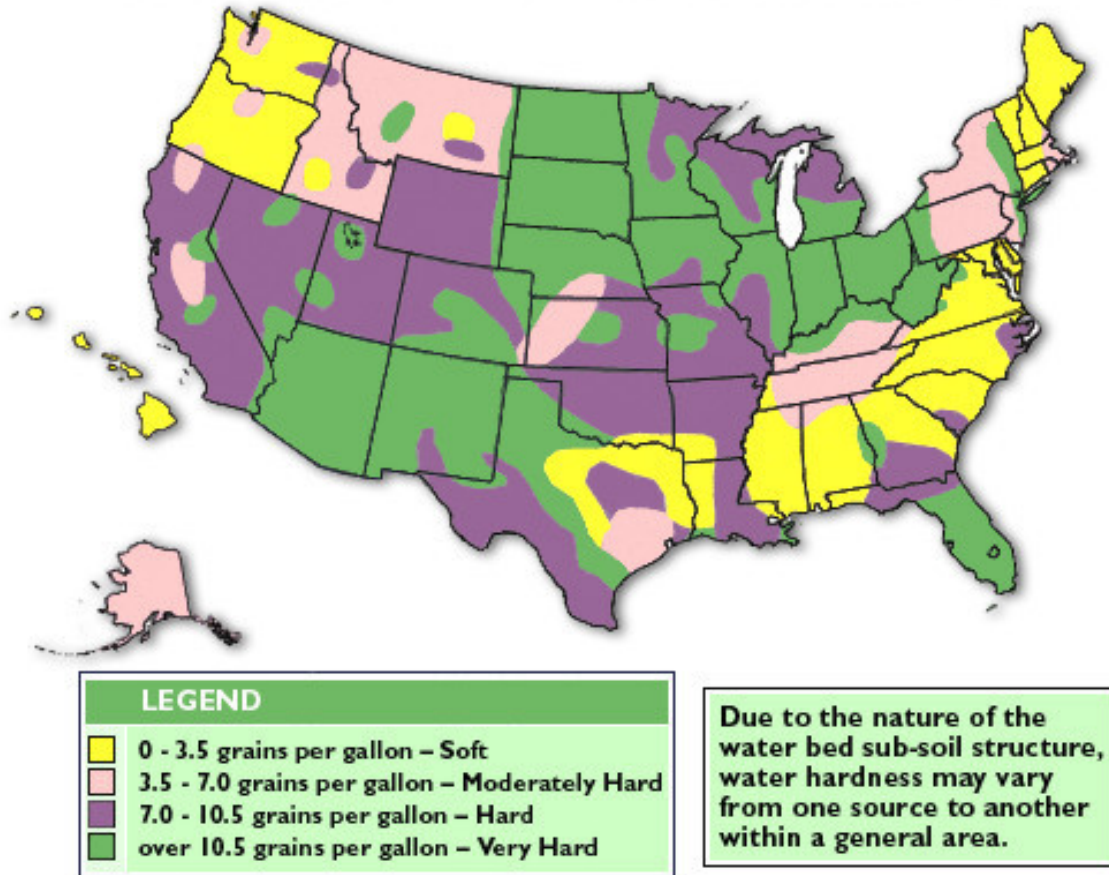 LEGEND
0 - 3.5 grains per gallon – Soft
3.5 - 7.0 grains per gallon – Moderately Hard
7.0 - 10.5 grains per gallon – Hard
over 10.5 grains per gallon – Very Hard
Due to the nature of the
water bed sub-soil structure,
water hardness may vary
from one source to another
within a general area.